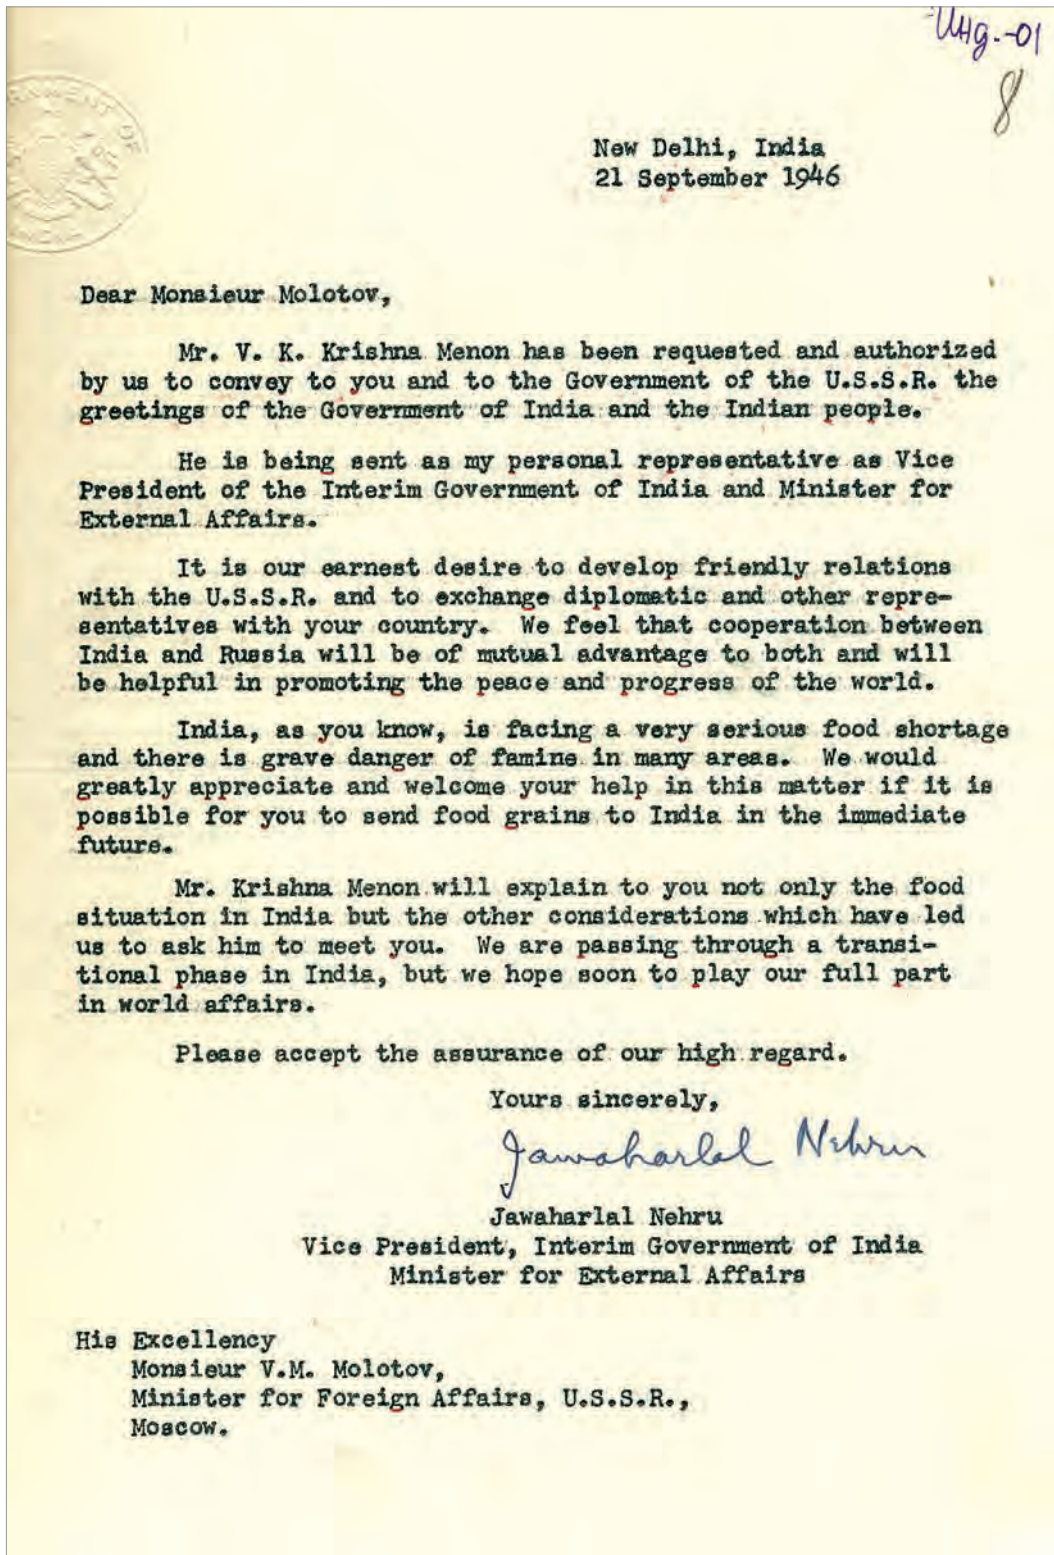 Инд.-01
8
New Delhi, India
21 September 1946
Dear Monsieur Molotov,
Mr. V. K. Krishna Menon has been requested and authorized
by us to convey to you and to the Government of the U.S.S.R. the
greetings of the Government of India and the Indian people.
He is being sent as my personal representative as Vice
President of the Interim Government of India and Minister for
External Affairs.
It is our earnest desire to develop friendly relations
with the U.S.S.R. and to exchange diplomatic and other repre-
sentatives with your country. We feel that cooperation between
India and Russia will be of mutual advantage to both and will
be helpful in promoting the peace and progress of the world.
India, as you know, is facing a very serious food shortage
and there is grave danger of famine in many areas. We would
greatly appreciate and welcome your help in this matter if it is
possible for you to send food grains to India in the immediate
future.
Mr. Krishna Menon will explain to you not only the food
situation in India but the other considerations which have led
us to ask him to meet you. We are passing through a transi-
tional phase in India, but we hope soon to play our full part
in world affairs.
Please accept the assurance of our high regard.
Yours sincerely,
Jawaharlal Nehru
Jawaharlal Nehru
Vice President, Interim Government of India
Minister for External Affairs
His Excellency
Monsieur V.M. Molotov,
Minister for Foreign Affairs, U.S.S.R.,
Moscow.